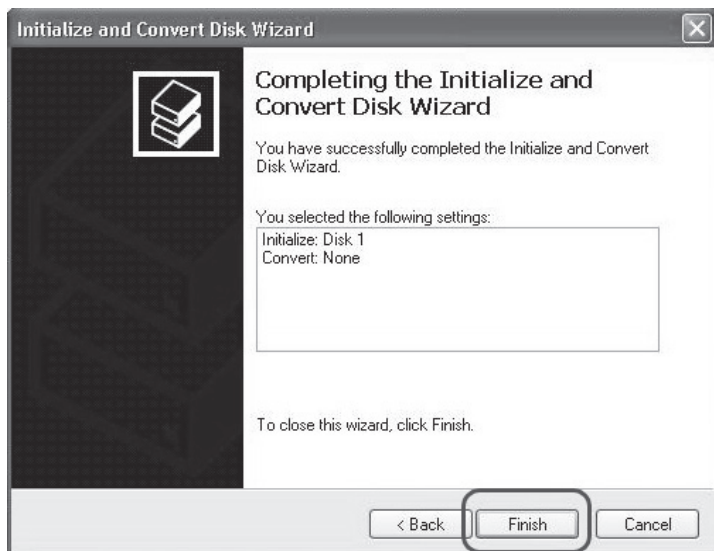 Initialize and Convert Disk Wizard
Completing the Initialize and
Convert Disk Wizard
You have successfully completed the Initialize and Convert
Disk Wizard.
You selected the following settings:
Initialize: Disk 1
Convert: None
To close this wizard, click Finish.
< Back
Finish
Cancel